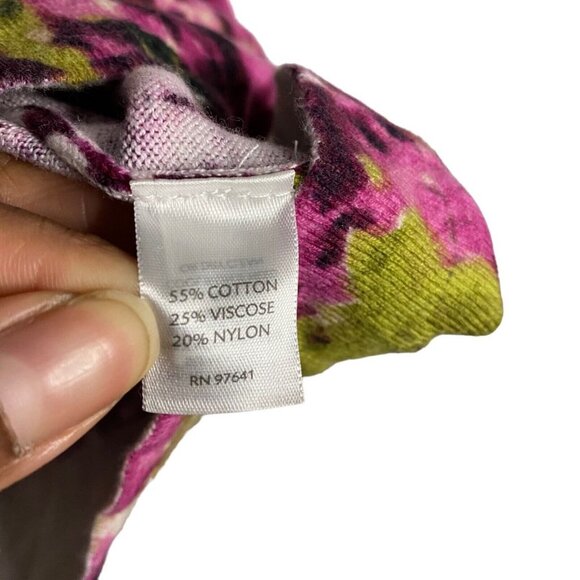 55% COTTON
25% VISCOSE
20% NYLON
RN 97641